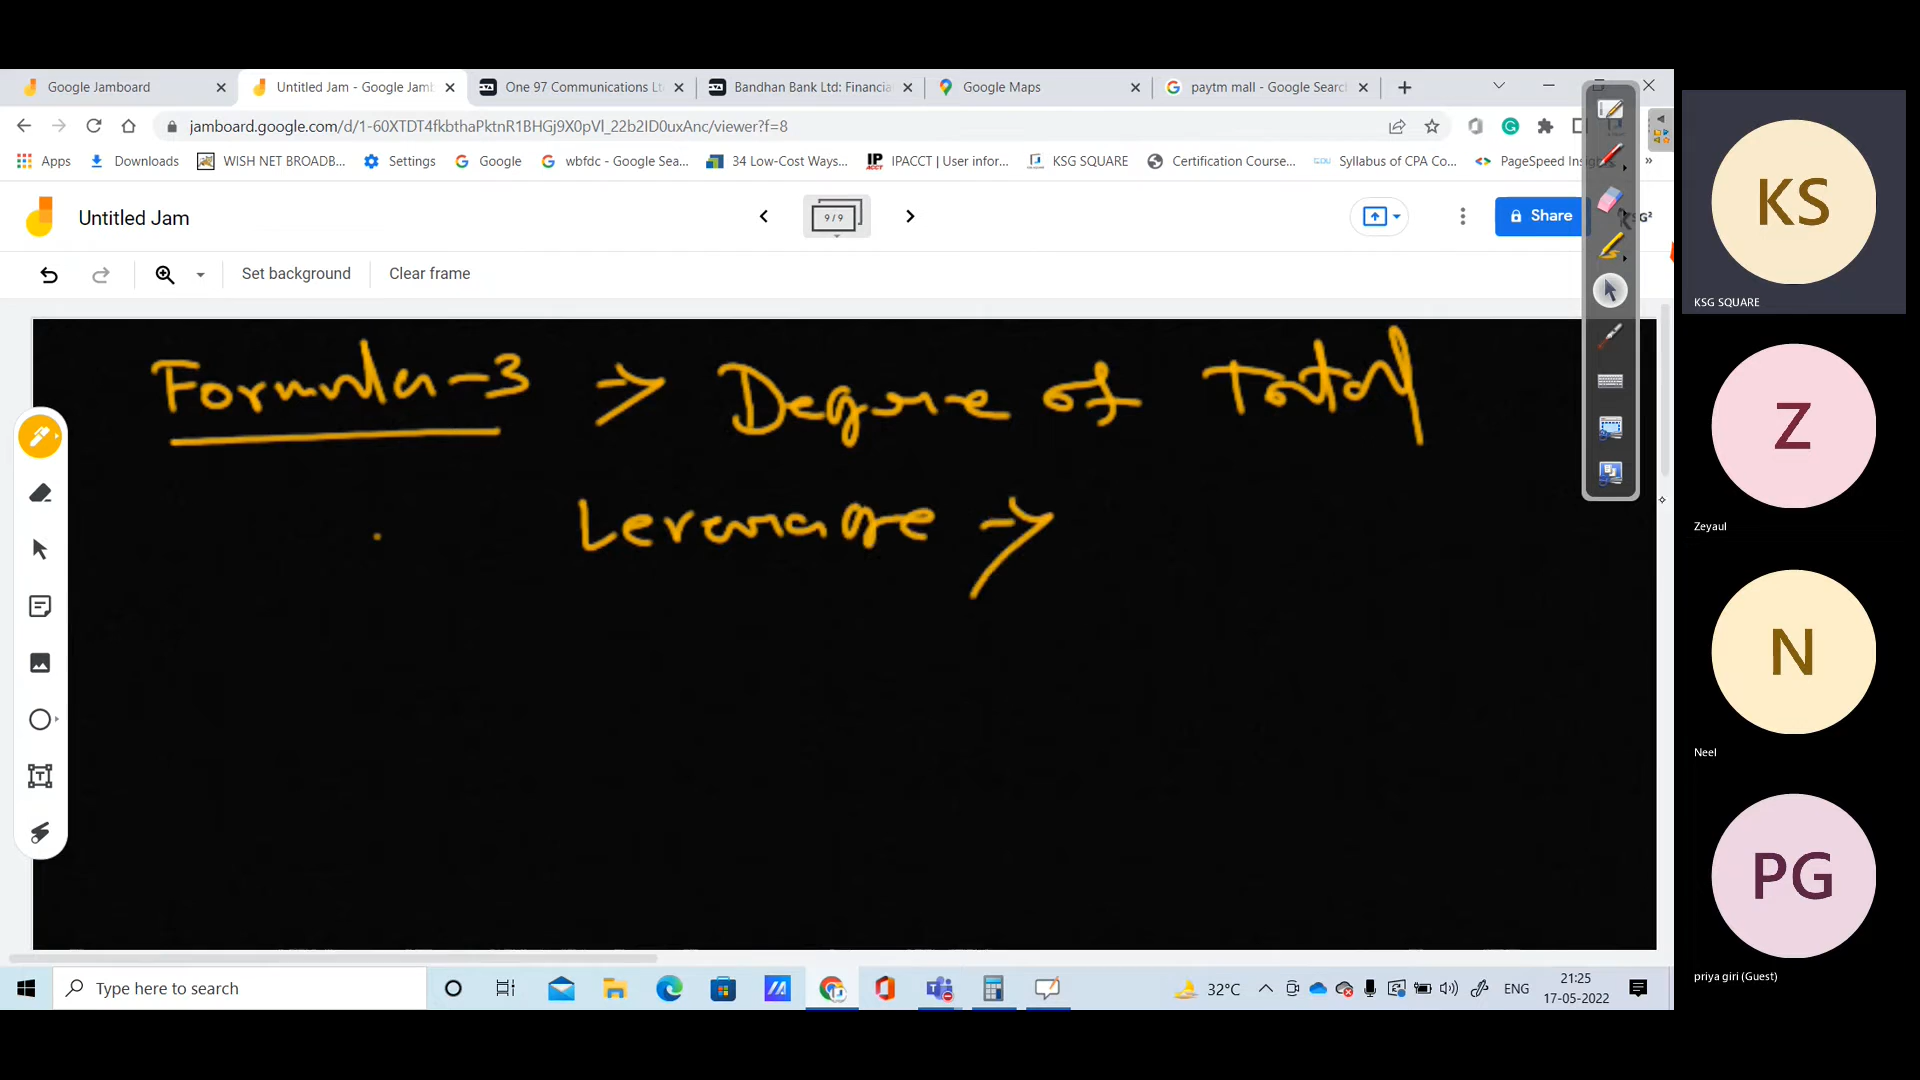 Google Jamboard
Untitled Jam - Google Jamb
One 97 Communications Lt
Bandhan Bank Ltd: Financia
Google Maps
paytm mall - Google Search
jamboard.google.com/d/1-60XTDT4fkbthaPktnR1BHGj9X0pVl_22b2ID0uxAnc/viewer?f=8
Apps
Downloads
WISH NET BROADB...
Settings
Google
wbfdc - Google Sea...
34 Low-Cost Ways...
IPACCT | User infor...
KSG SQUARE
Certification Course...
Syllabus of CPA Co...
PageSpeed Insig
»
Untitled Jam
9/9
Share
Set background
Clear frame
Formula-3 → Degree of Total
Leverage →
KS
KSG SQUARE
Z
Zeyaul
N
Neel
PG
priya giri (Guest)
Type here to search
32°C
ENG
21:25
17-05-2022